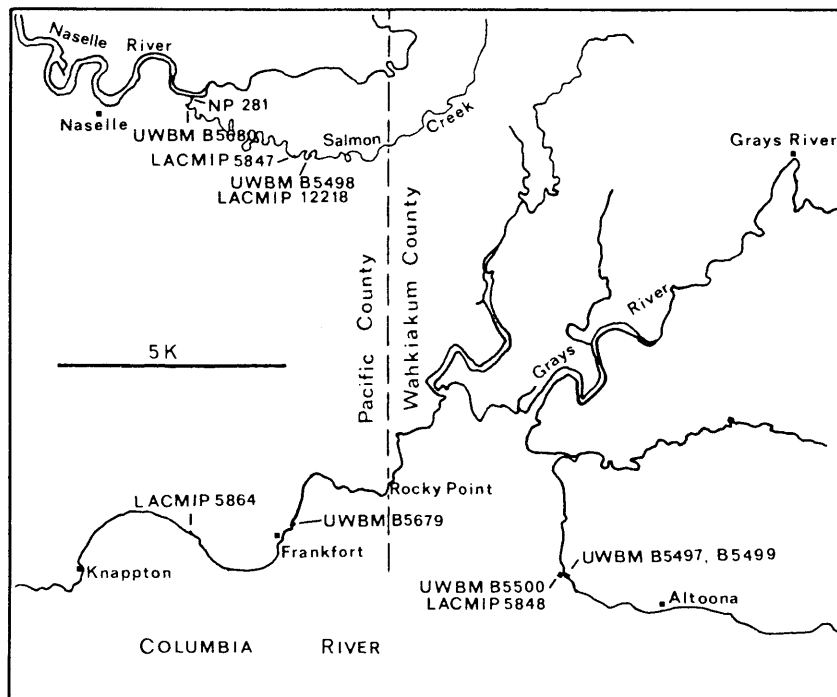 Naselle River
NP 281
Naselle
UWBM B5680
Salmon Creek
LACMIP 5847
UWBM B5498
LACMIP 12218
Grays River
Pacific County
Wahkiakum County
5K
Grays River
Rocky Point
LACMIP 5864
UWBM B5679
Frankfort
Knappton
UWBM B5497, B5499
UWBM B5500
LACMIP 5848
Altoona
COLUMBIA RIVER